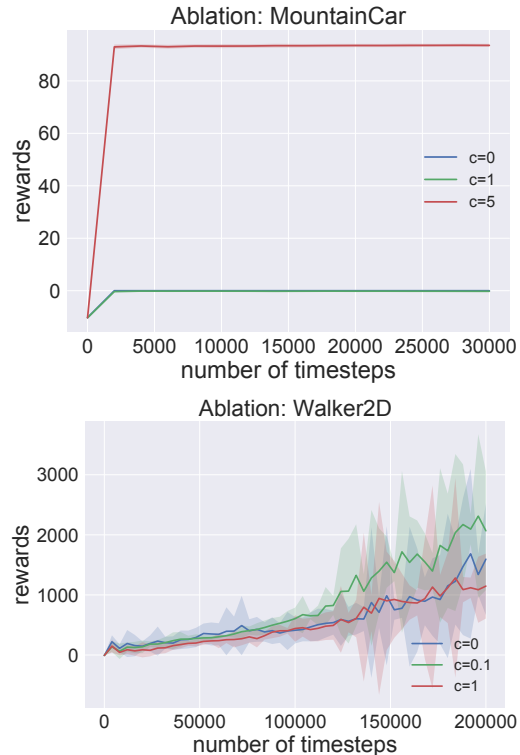 Ablation: MountainCar
80
60
40
20
0
rewards
c=0
c=1
c=5
0 5000 10000 15000 20000 25000 30000
number of timesteps
Ablation: Walker2D
3000
2000
1000
0
rewards
c=0
c=0.1
c=1
0 50000 100000 150000 200000
number of timesteps